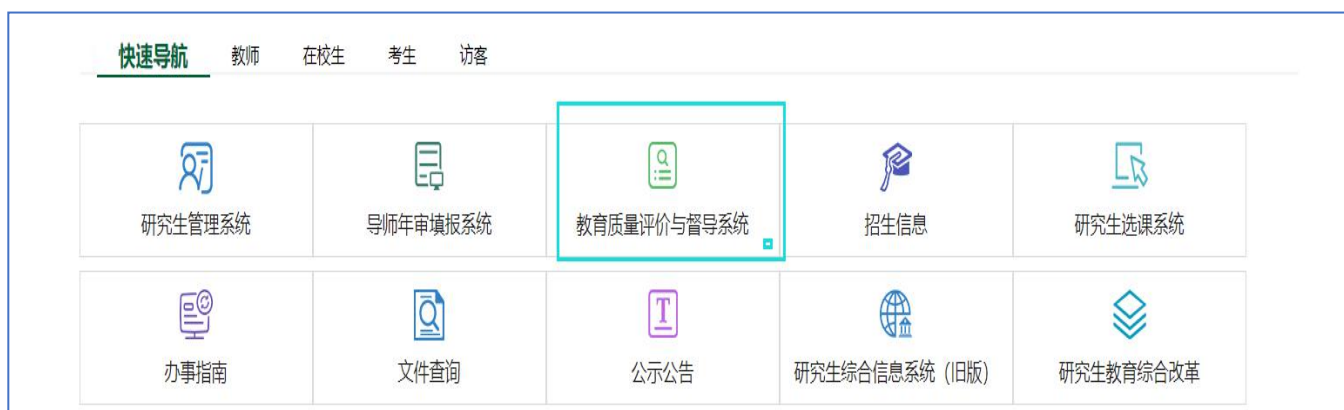 快速导航 教师 在校生 考生 访客
研究生管理系统 导师年审填报系统 教育质量评价与督导系统 招生信息 研究生选课系统
办事指南 文件查询 公示公告 研究生综合信息系统 (旧版) 研究生教育综合改革